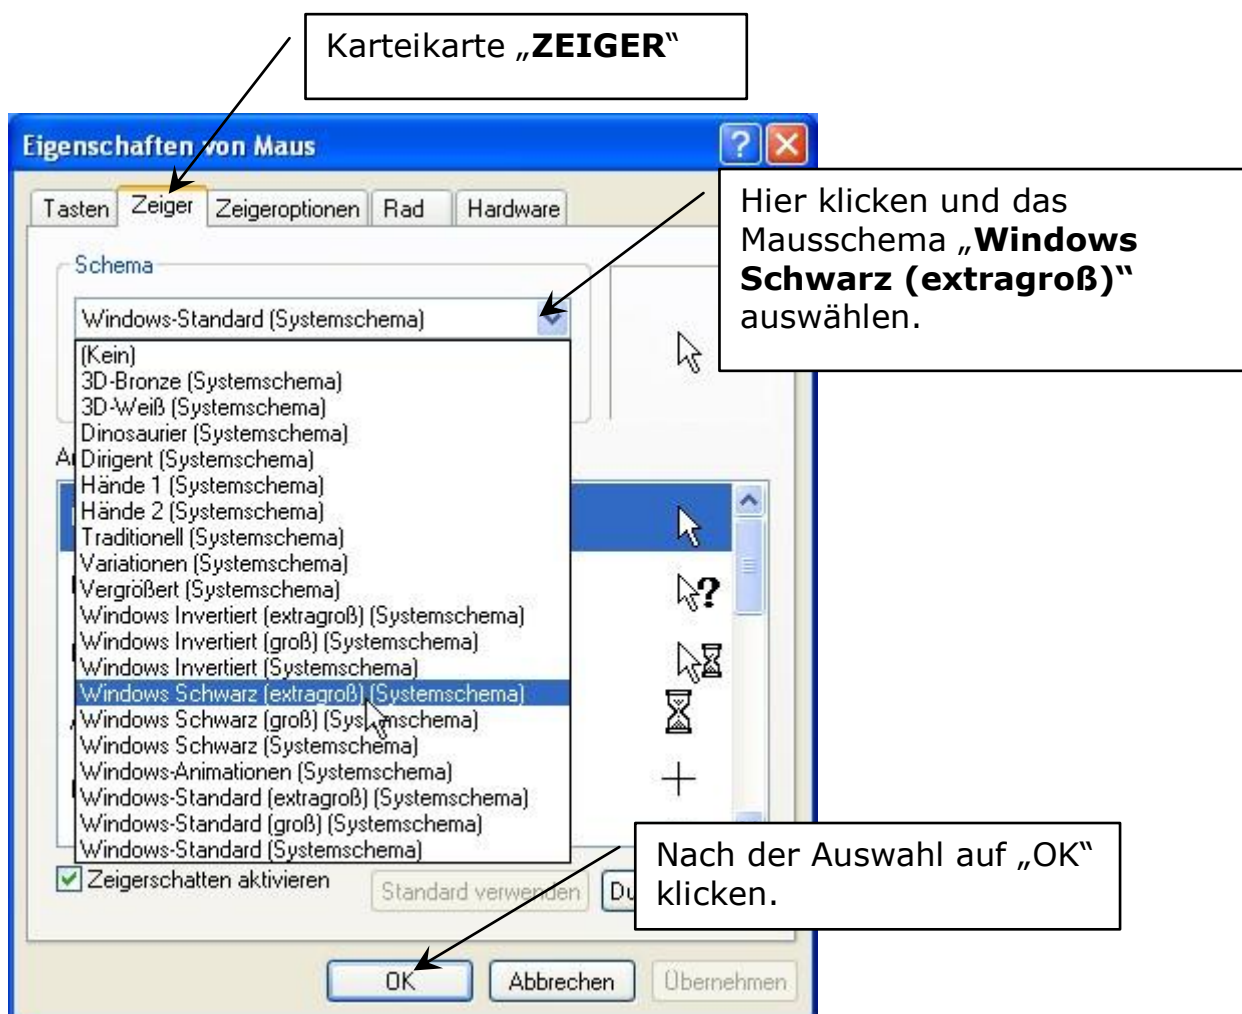 Karteikarte „ZEIGER“
Eigenschaften von Maus
Tasten Zeiger Zeigeroptionen Rad Hardware
Hier klicken und das
Mausschema „Windows
Schwarz (extragroß)“
auswählen.
Schema
Windows-Standard (Systemschema)
(Kein)
3D-Bronze (Systemschema)
3D-Weiß (Systemschema)
Dinosaurier (Systemschema)
Dirigent (Systemschema)
Hände 1 (Systemschema)
Hände 2 (Systemschema)
Traditionell (Systemschema)
Variationen (Systemschema)
Vergrößert (Systemschema)
Windows Invertiert (extragroß) (Systemschema)
Windows Invertiert (groß) (Systemschema)
Windows Invertiert (Systemschema)
Windows Schwarz (extragroß) (Systemschema)
Windows Schwarz (groß) (Systemschema)
Windows Schwarz (Systemschema)
Windows-Animationen (Systemschema)
Windows-Standard (extragroß) (Systemschema)
Windows-Standard (groß) (Systemschema)
Windows-Standard (Systemschema)
Nach der Auswahl auf „OK“
klicken.
Zeigerschatten aktivieren
Standard verwenden
OK Abbrechen Übernehmen